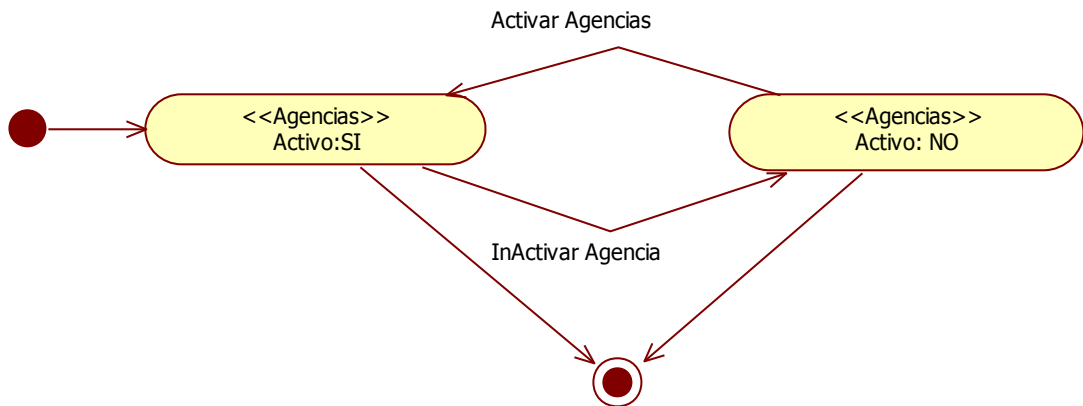 Activar Agencias
<<Agencias>>
Activo:SI
<<Agencias>>
Activo: NO
InActivar Agencia